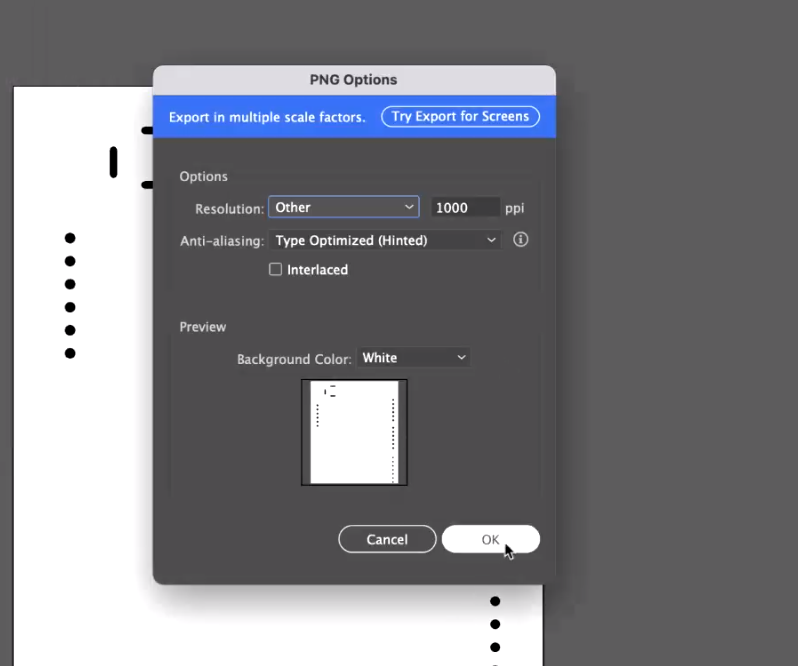 PNG Options
Export in multiple scale factors. Try Export for Screens
Options
Resolution: Other 1000 ppi
Anti-aliasing: Type Optimized (Hinted)
Interlaced
Preview
Background Color: White
Cancel OK